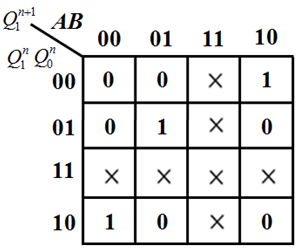 Q₁ⁿ⁺¹ AB
00 01 11 10
Q₁ⁿ Q₀ⁿ
00 0 0 × 1
01 0 1 × 0
11 × × × ×
10 1 0 × 0